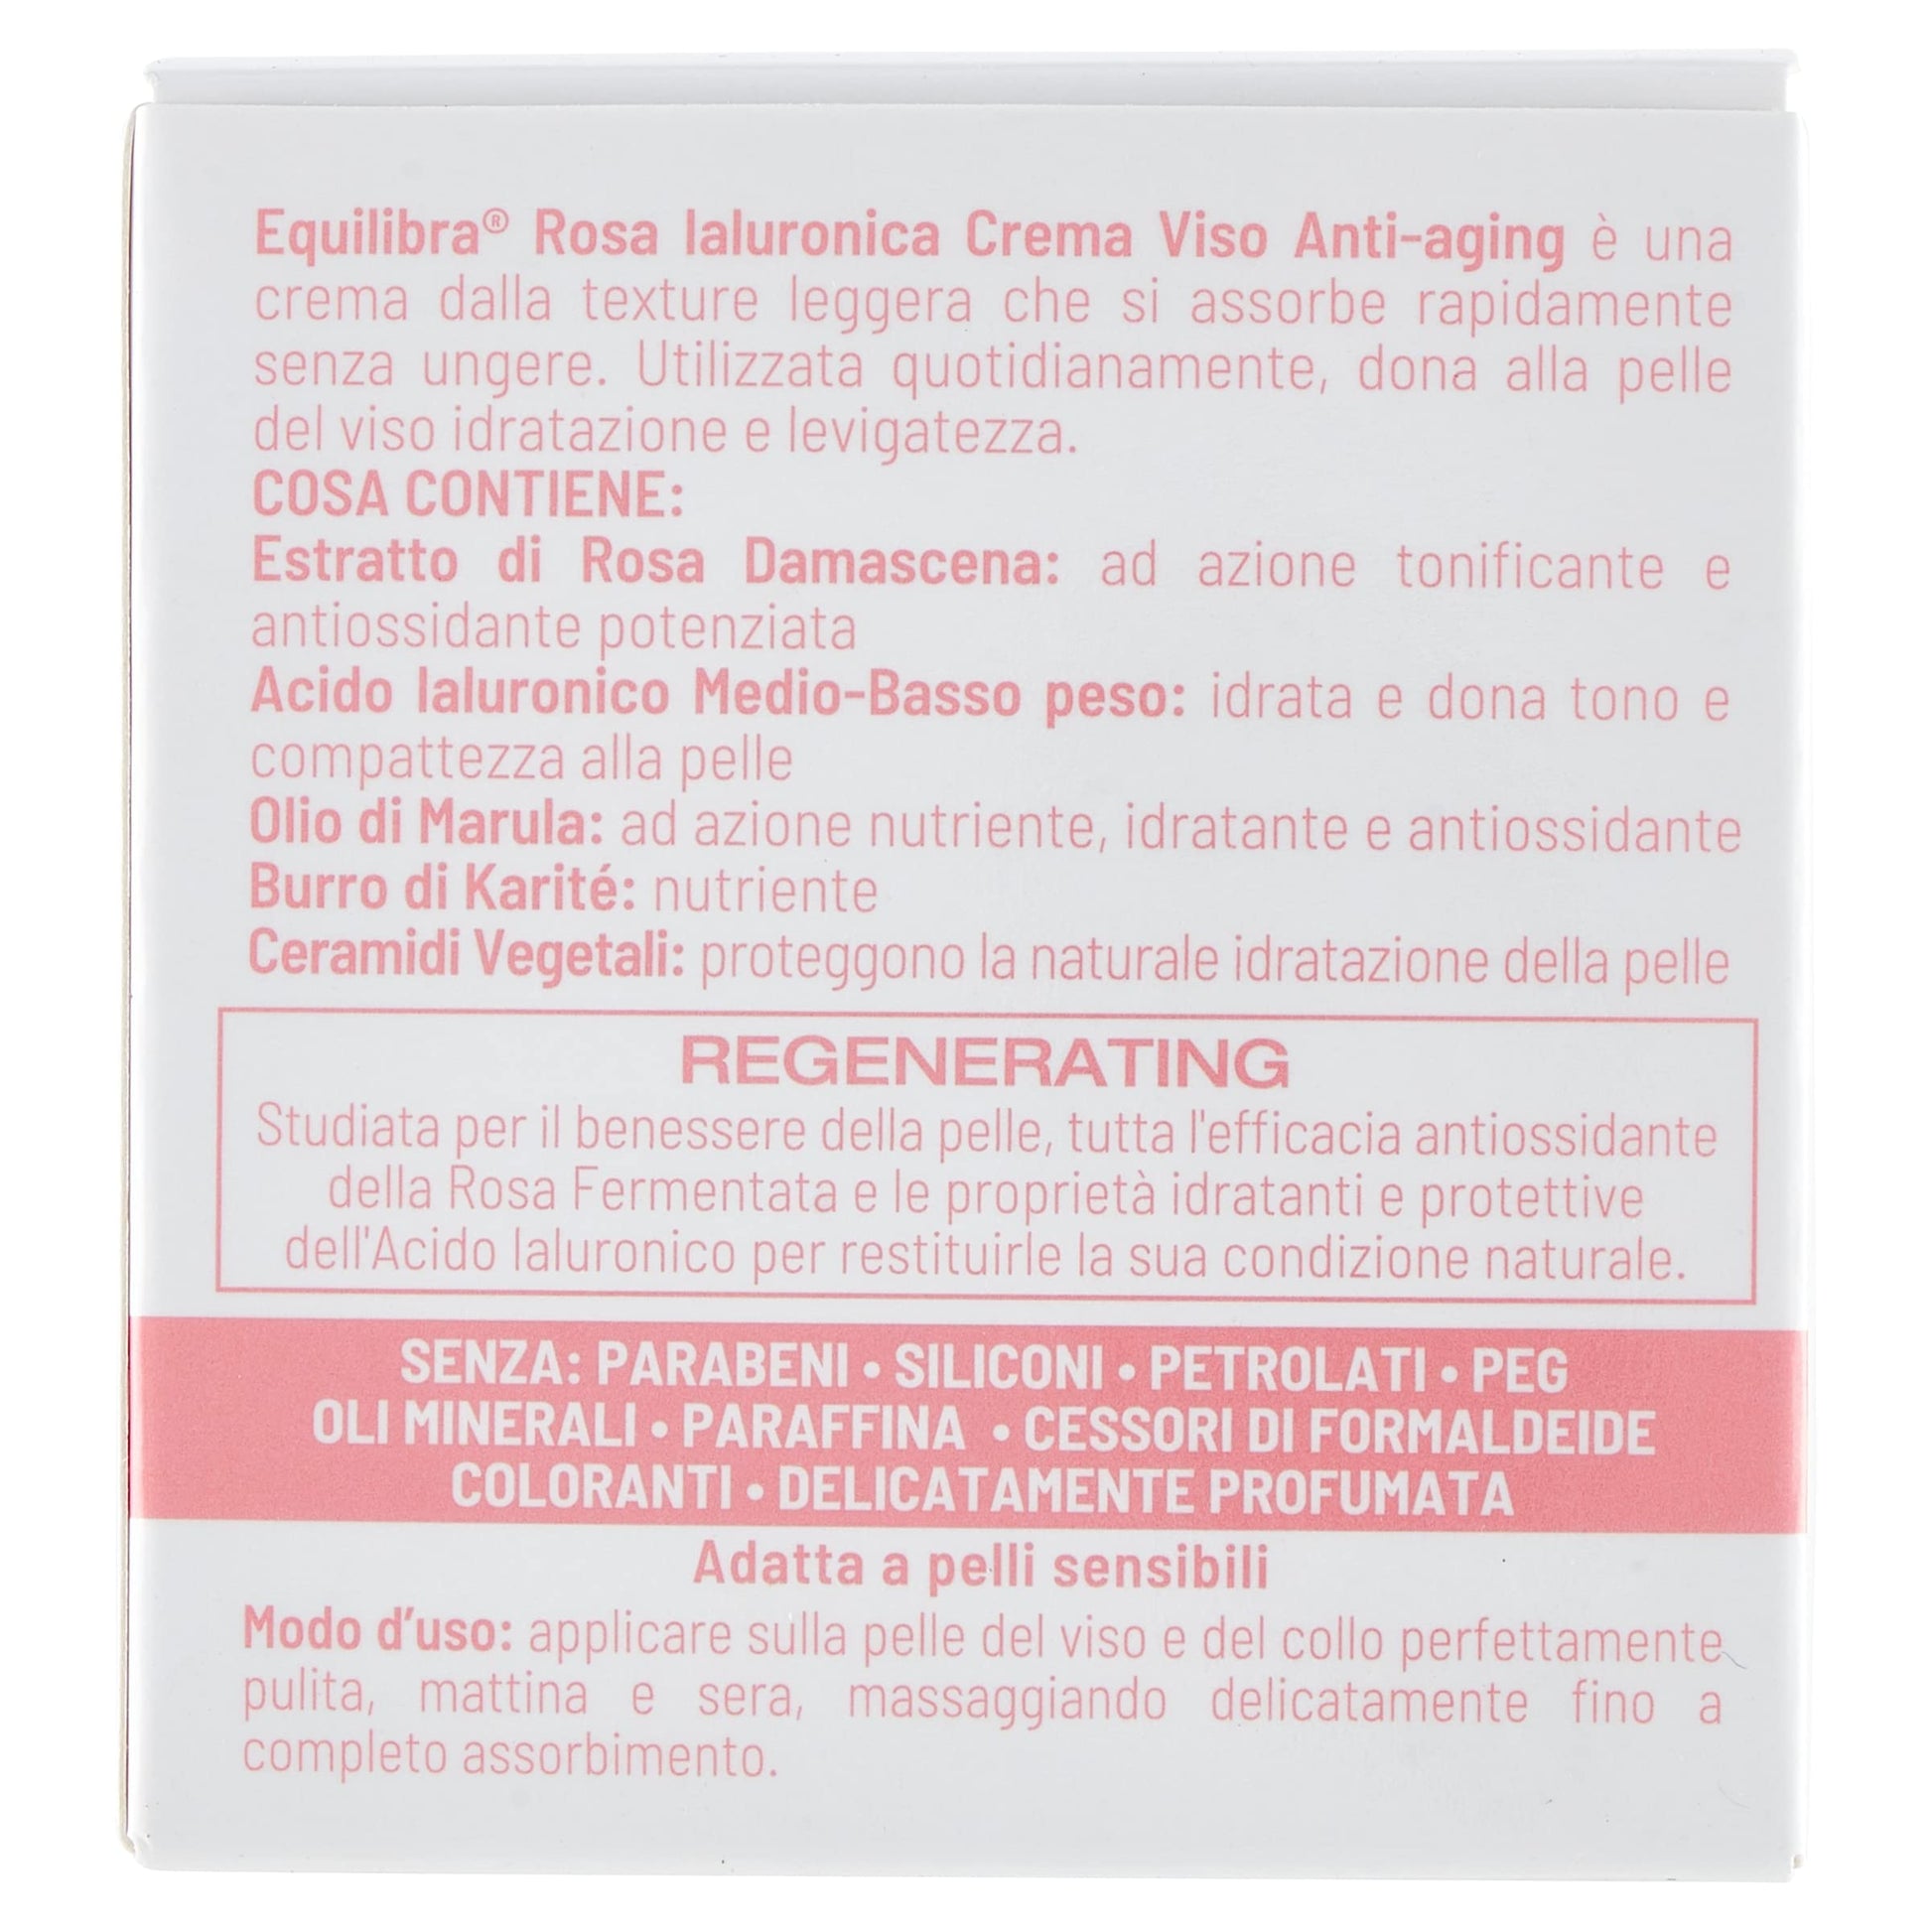 Equilibra® Rosa Ialuronica Crema Viso Anti-aging è una
crema dalla texture leggera che si assorbe rapidamente
senza ungere. Utilizzata quotidianamente, dona alla pelle
del viso idratazione e levigatezza.
COSA CONTIENE:
Estratto di Rosa Damascena: ad azione tonificante e
antiossidante potenziata
Acido Ialuronico Medio-Basso peso: idrata e dona tono e
compattezza alla pelle
Olio di Marula: ad azione nutriente, idratante e antiossidante
Burro di Karité: nutriente
Ceramidi Vegetali: proteggono la naturale idratazione della pelle
REGENERATING
Studiata per il benessere della pelle, tutta l'efficacia antiossidante
della Rosa Fermentata e le proprietà idratanti e protettive
dell'Acido Ialuronico per restituirle la sua condizione naturale.
SENZA: PARABENI • SILICONI • PETROLATI • PEG
OLI MINERALI • PARAFFINA • CESSORI DI FORMALDEIDE
COLORANTI • DELICATAMENTE PROFUMATA
Adatta a pelli sensibili
Modo d’uso: applicare sulla pelle del viso e del collo perfettamente
pulita, mattina e sera, massaggiando delicatamente fino a
completo assorbimento.